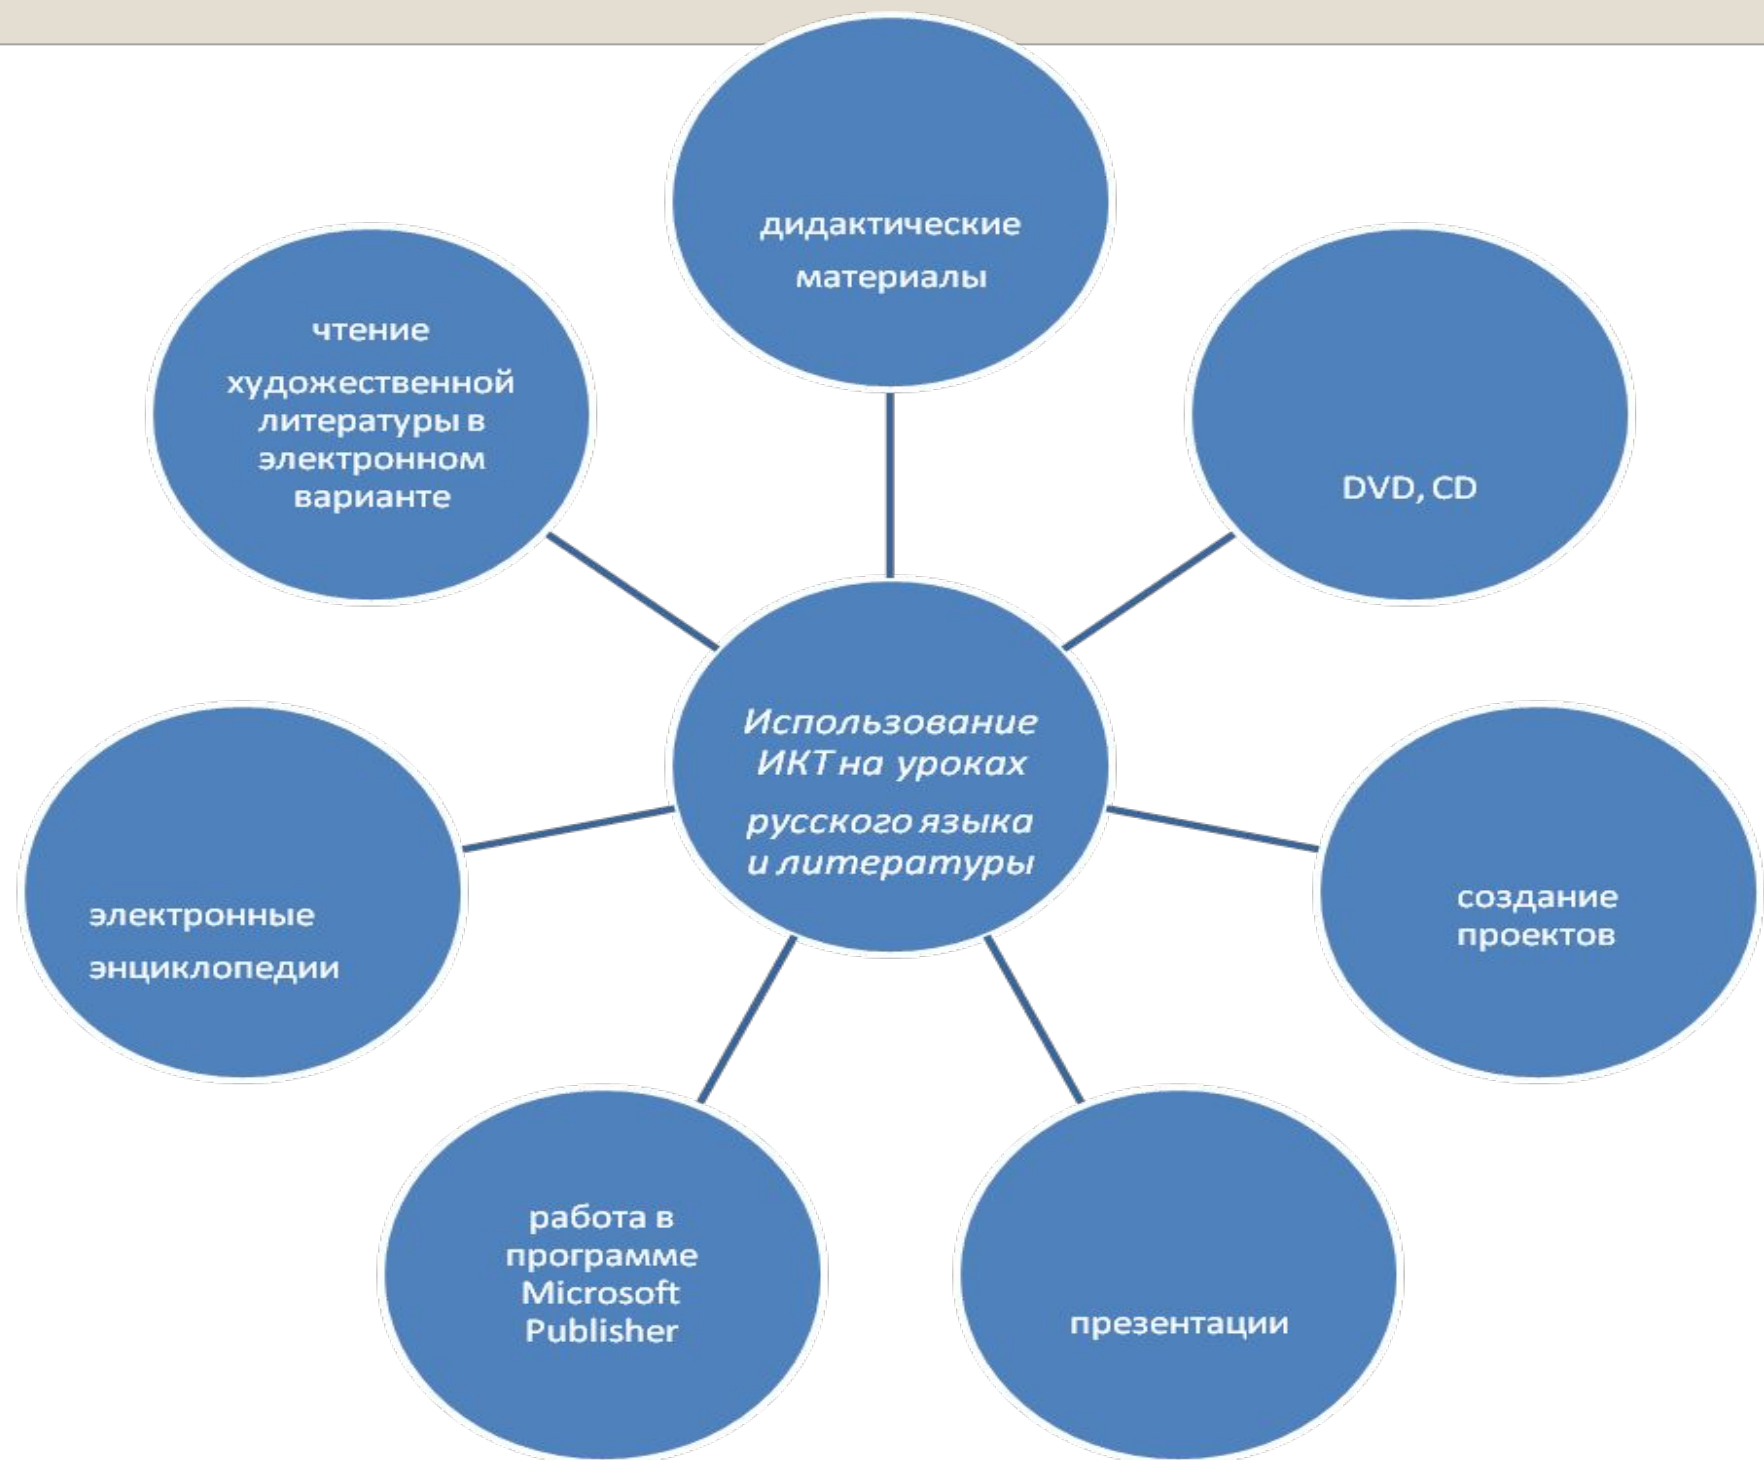 дидактические
материалы
чтение
художественной
литературы в
электронном
варианте
DVD, CD
Использование
ИКТ на уроках
русского языка
и литературы
электронные
энциклопедии
создание
проектов
работа в
программе
Microsoft
Publisher
презентации